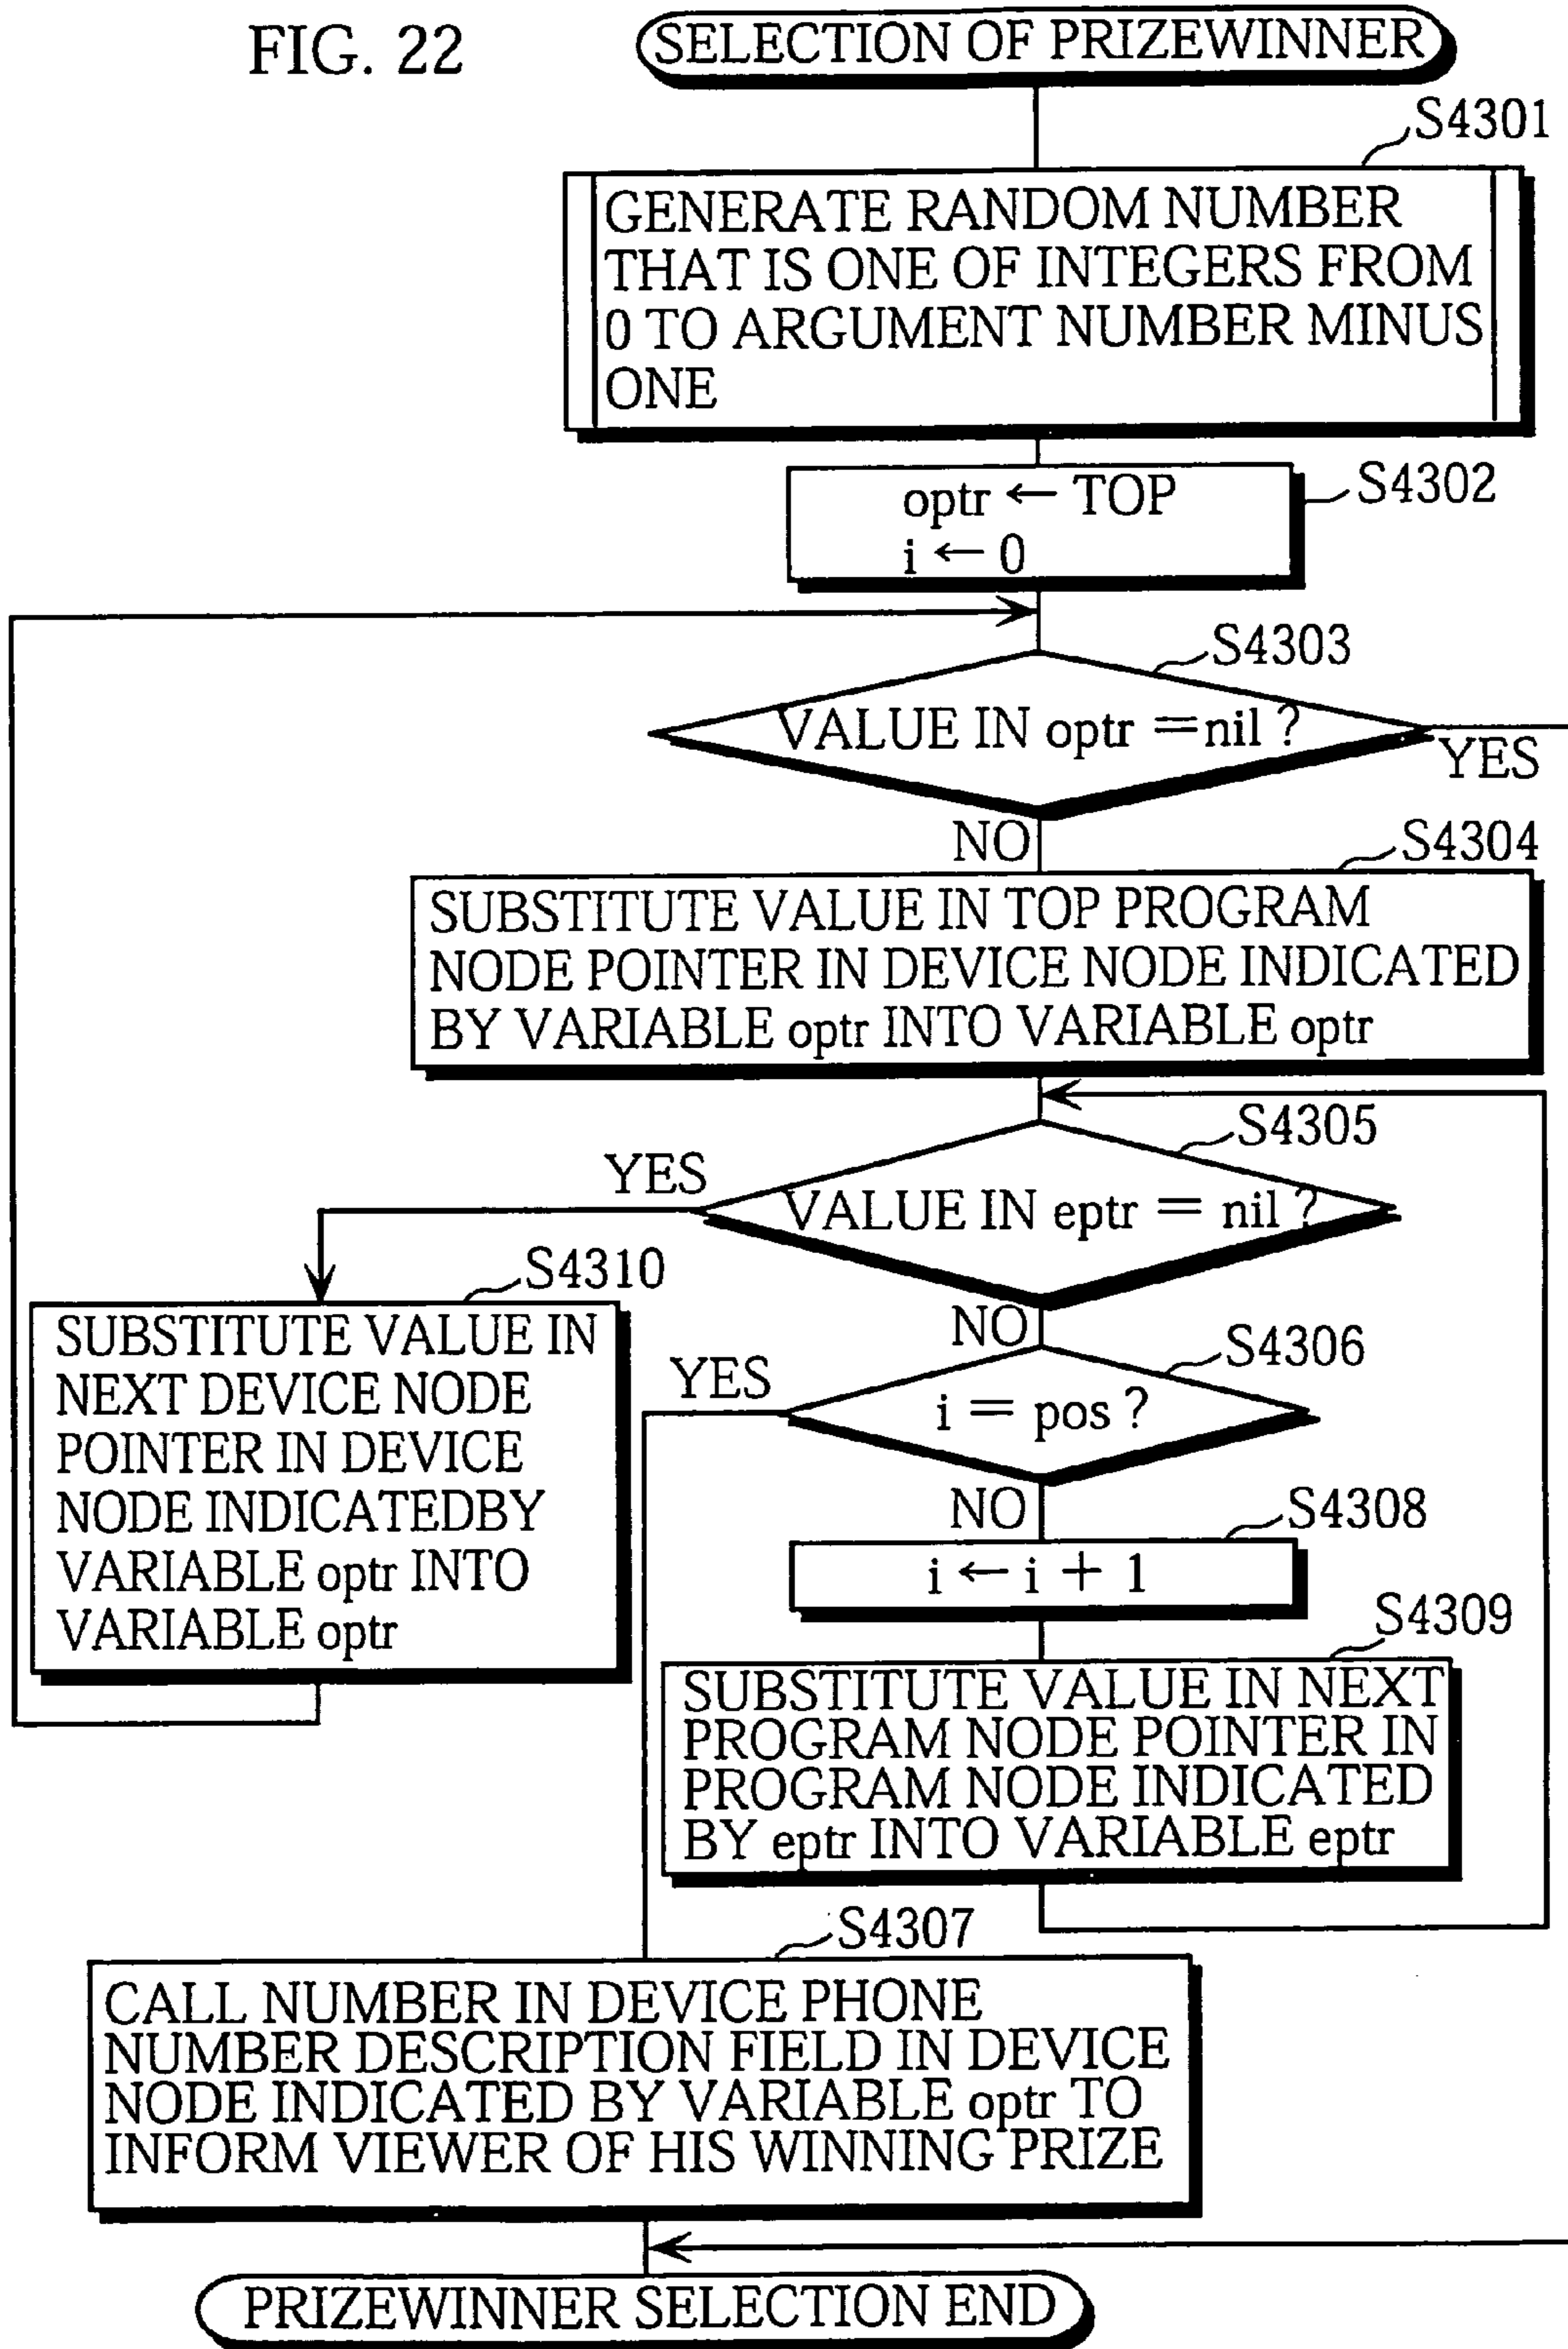 FIG. 22
SELECTION OF PRIZEWINNER
S4301
GENERATE RANDOM NUMBER
THAT IS ONE OF INTEGERS FROM
0 TO ARGUMENT NUMBER MINUS
ONE
S4302
optr ← TOP
i ← 0
S4303
VALUE IN optr =nil ?
YES
NO
S4304
SUBSTITUTE VALUE IN TOP PROGRAM
NODE POINTER IN DEVICE NODE INDICATED
BY VARIABLE optr INTO VARIABLE optr
S4305
YES
VALUE IN eptr = nil ?
S4310
SUBSTITUTE VALUE IN
NEXT DEVICE NODE
POINTER IN DEVICE
NODE INDICATEDBY
VARIABLE optr INTO
VARIABLE optr
NO
S4306
YES
i = pos ?
NO
S4308
i ← i + 1
S4309
SUBSTITUTE VALUE IN NEXT
PROGRAM NODE POINTER IN
PROGRAM NODE INDICATED
BY eptr INTO VARIABLE eptr
S4307
CALL NUMBER IN DEVICE PHONE
NUMBER DESCRIPTION FIELD IN DEVICE
NODE INDICATED BY VARIABLE optr TO
INFORM VIEWER OF HIS WINNING PRIZE
PRIZEWINNER SELECTION END